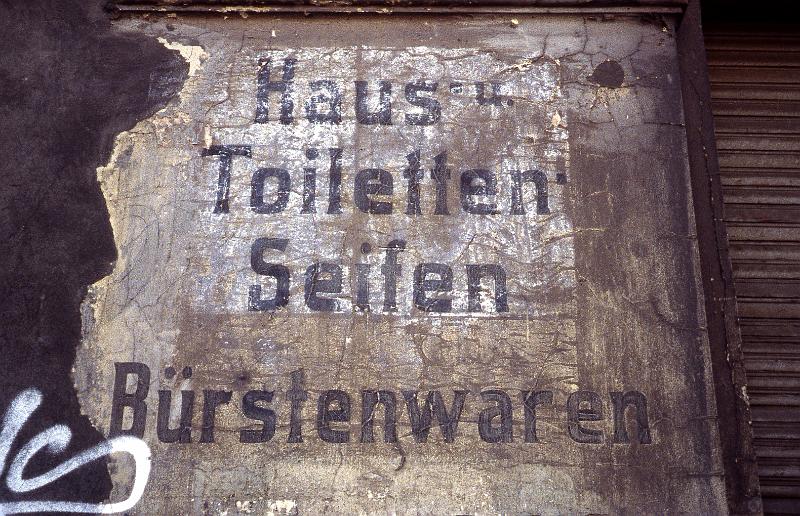 Haus- u.
Toiletten-
Seifen
Bürstenwaren